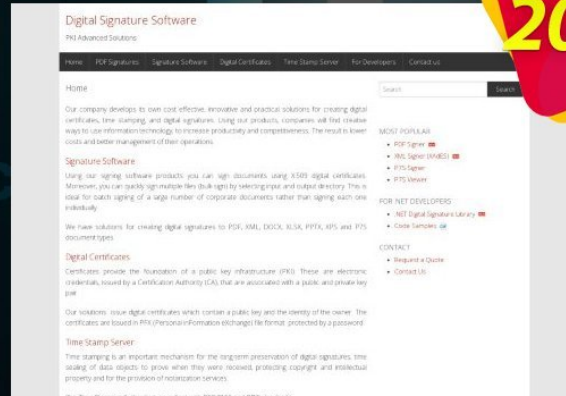 Digital Signature Software
PKI Advanced Solutions
Home PDF Signatures Signature Software Digital Certificates Time Stamp Server For Developers Contact us
20
Home
Our company develops its own cost effective, innovative and practical solutions for creating digital
certificates, time stamping, and digital signatures. Using our products, companies will find creative
ways to use information technology, to increase productivity and competitiveness. The result is lower
costs and better management of their operations.
Signature Software
Using our signing software products you can sign documents using X.509 digital certificates.
Moreover, you can quickly sign multiple files (bulk sign) by selecting input and output directory. This is
ideal for batch signing of a large number of corporate documents rather than signing each one
individually.
We have solutions for creating digital signatures to PDF, XML, DOCX, XLSX, PPTX, XPS and P7S
document types.
Digital Certificates
Certificates provide the foundation of a public key infrastructure (PKI). These are electronic
credentials, issued by a Certification Authority (CA), that are associated with a public and private key
pair.
Our solutions issue digital certificates which contain a public key and the identity of the owner. The
certificates are issued in PFX (Personal inFormation eXchange) file format protected by a password.
Time Stamp Server
Time stamping is an important mechanism for the long-term preservation of digital signatures, time
sealing of data objects to prove when they were received, protecting copyright and intellectual
property and for the provision of notarization services.
Search Search
MOST POPULAR
PDF Signer
XML Signer (XAdES)
P7S Signer
P7S Viewer
FOR .NET DEVELOPERS
.NET Digital Signature Library
Code Samples
CONTACT
Request a Quote
Contact Us